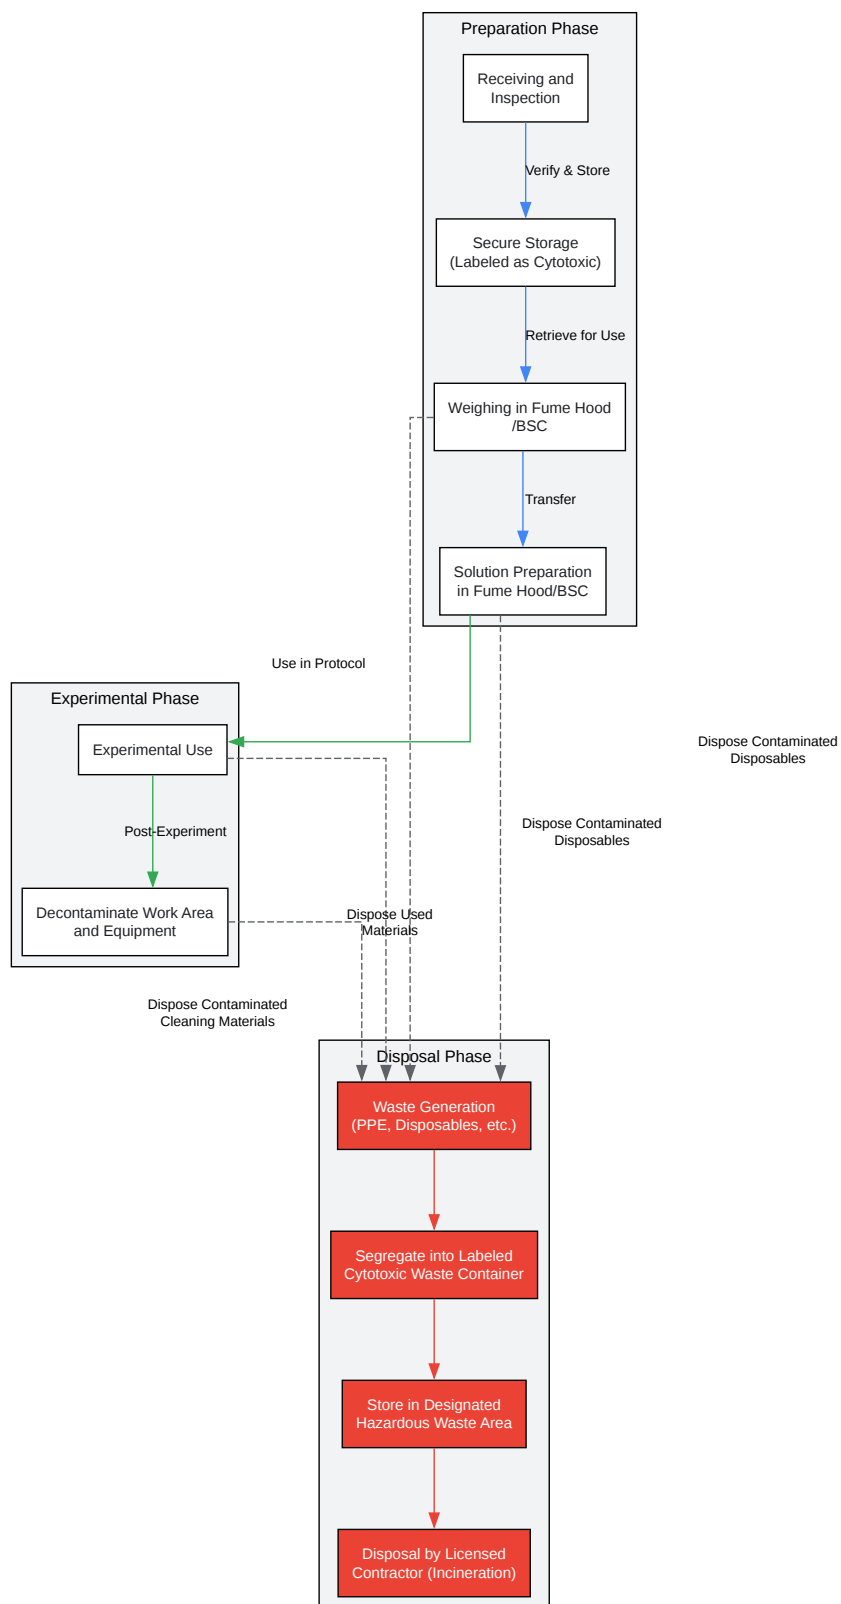 Preparation Phase
Receiving and
Inspection
Verify & Store
Secure Storage
(Labeled as Cytotoxic)
Retrieve for Use
Weighing in Fume Hood
/BSC
Transfer
Solution Preparation
in Fume Hood/BSC
Use in Protocol
Experimental Phase
Experimental Use
Dispose Contaminated
Disposables
Post-Experiment
Dispose Contaminated
Disposables
Decontaminate Work Area
and Equipment
Dispose Used
Materials
Dispose Contaminated
Cleaning Materials
Disposal Phase
Waste Generation
(PPE, Disposables, etc.)
Segregate into Labeled
Cytotoxic Waste Container
Store in Designated
Hazardous Waste Area
Disposal by Licensed
Contractor (Incineration)